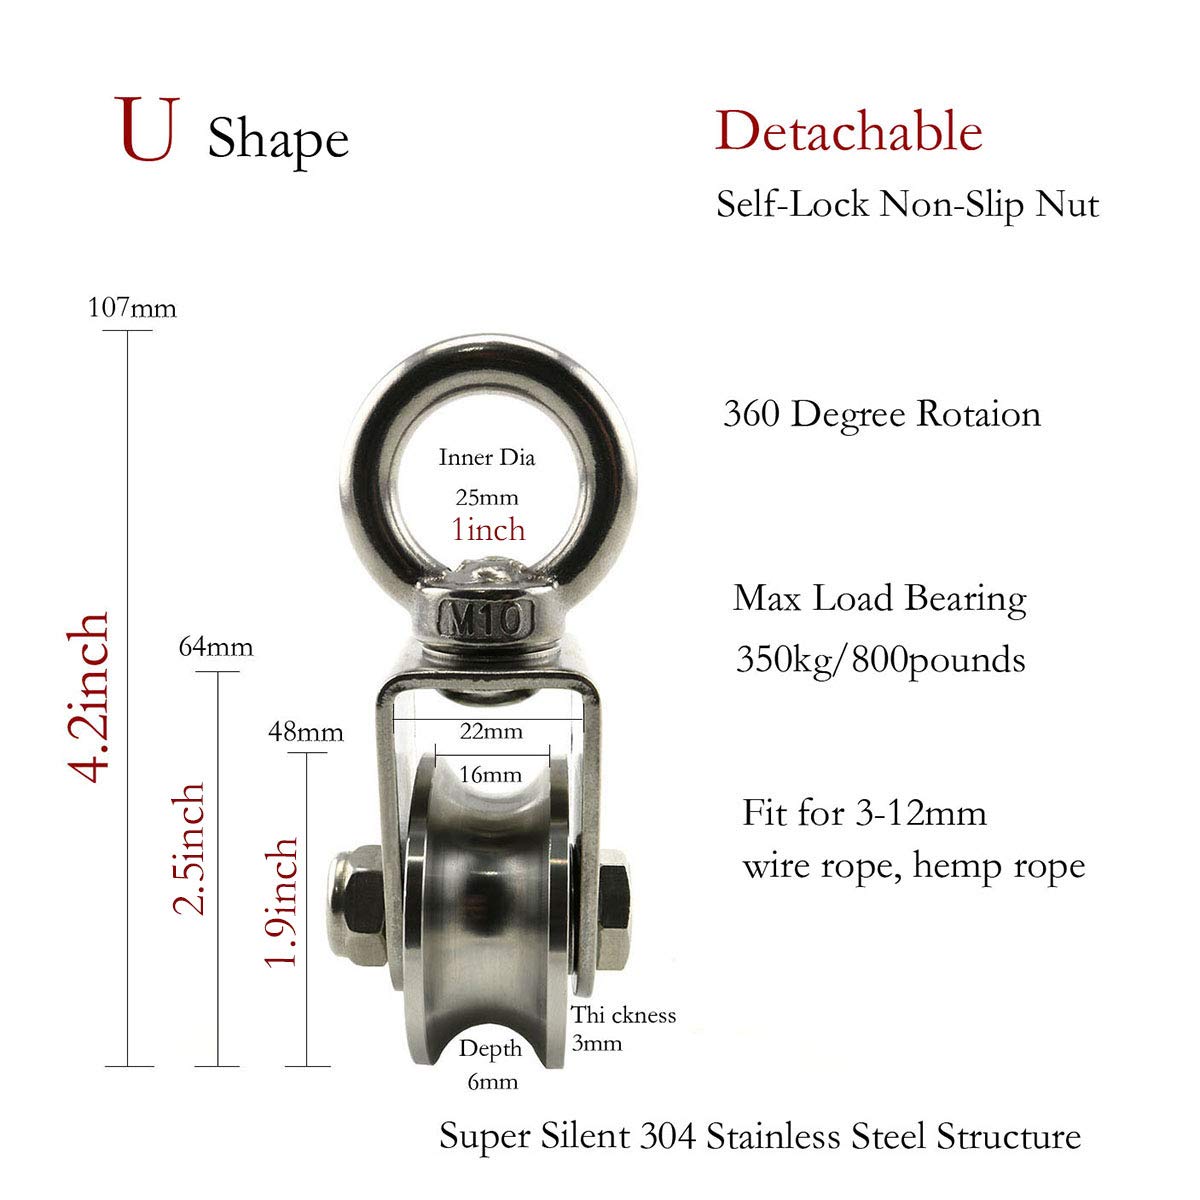 U Shape
Detachable
Self-Lock Non-Slip Nut
107mm
4.2inch
64mm
2.5inch
48mm
1.9inch
Inner Dia
25mm
1inch
M10
22mm
16mm
Thi ckness
3mm
Depth
6mm
360 Degree Rotaion
Max Load Bearing
350kg/800pounds
Fit for 3-12mm
wire rope, hemp rope
Super Silent 304 Stainless Steel Structure